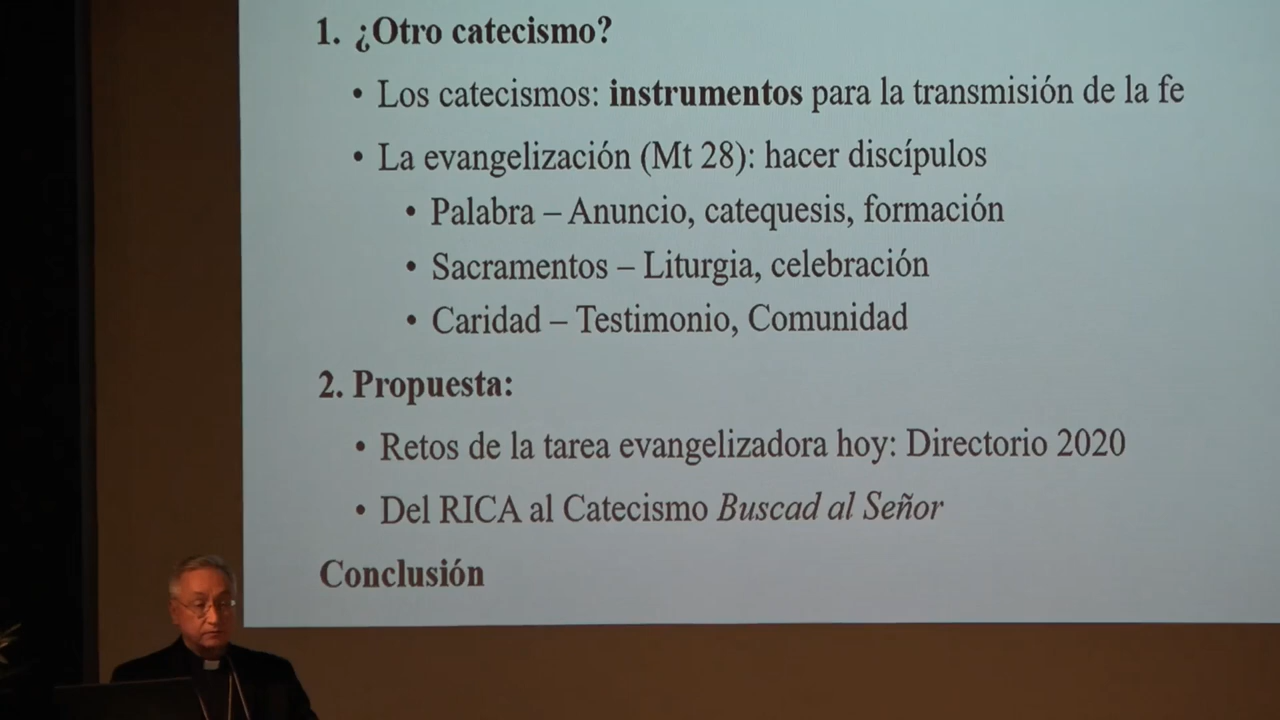 1. ¿Otro catecismo?
• Los catecismos: instrumentos para la transmisión de la fe
• La evangelización (Mt 28): hacer discípulos
• Palabra – Anuncio, catequesis, formación
• Sacramentos – Liturgia, celebración
• Caridad – Testimonio, Comunidad
2. Propuesta:
• Retos de la tarea evangelizadora hoy: Directorio 2020
• Del RICA al Catecismo Buscad al Señor
Conclusión